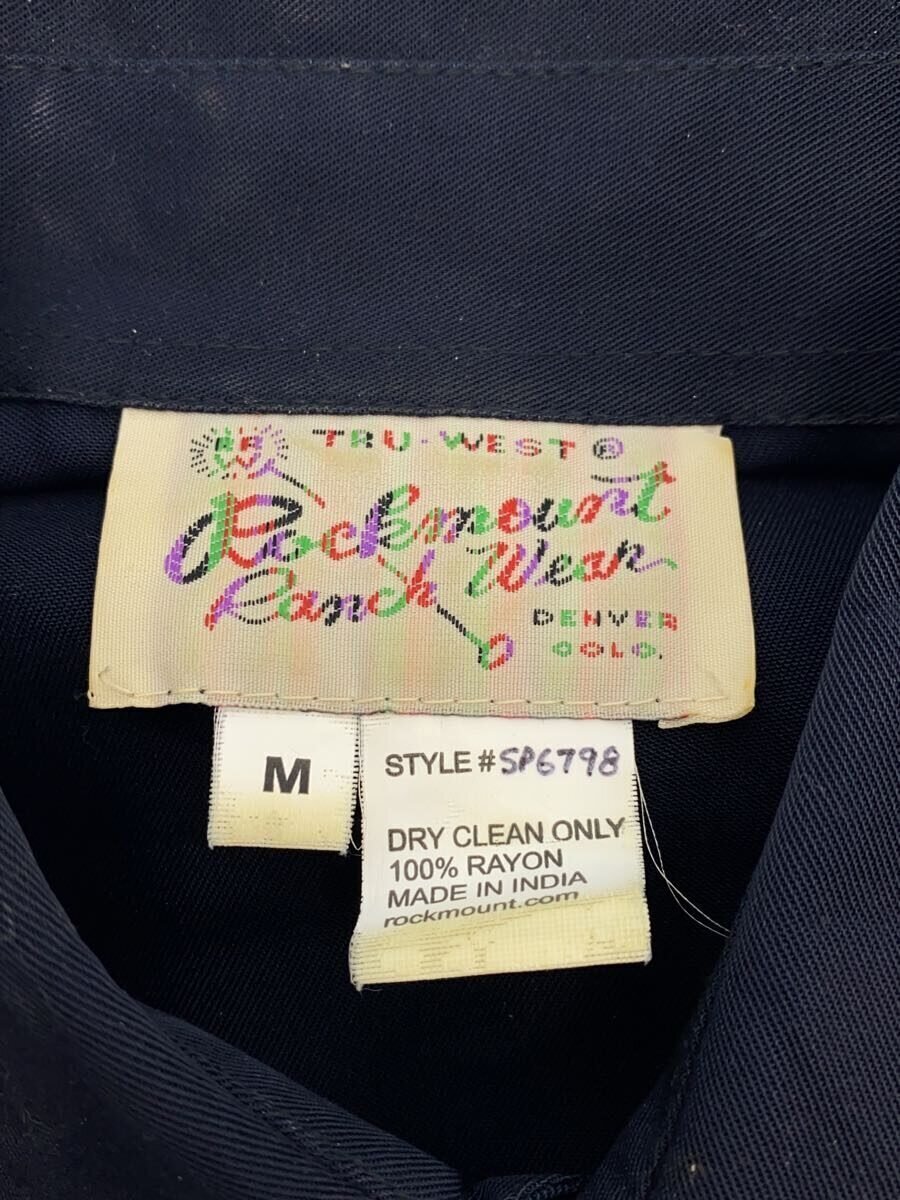 RR
W
TRU-WEST ®
Rockmount
Ranch Wear
DENVER
COLO.
M
STYLE # SP6798
DRY CLEAN ONLY
100% RAYON
MADE IN INDIA
rockmount.com